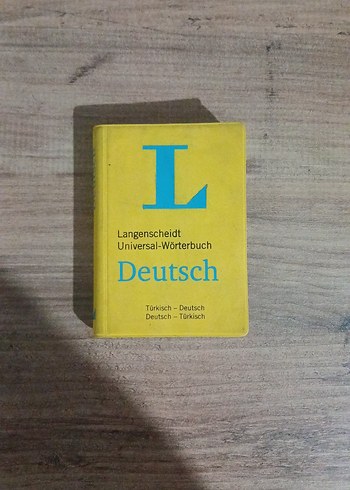 L
Langenscheidt
Universal-Wörterbuch
Deutsch
Türkisch – Deutsch
Deutsch – Türkisch